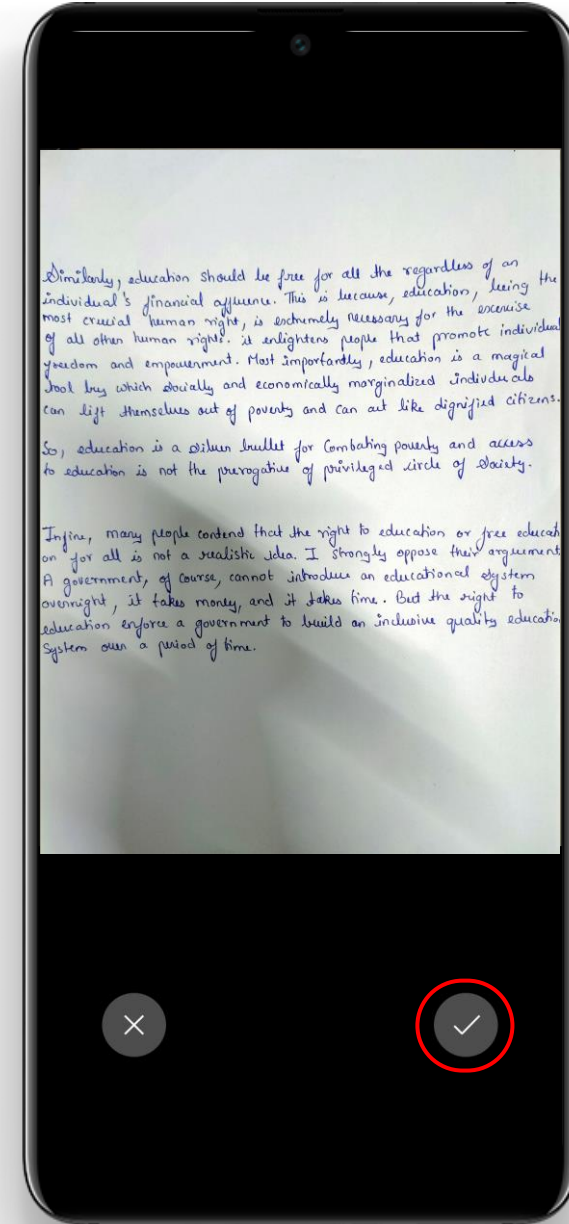 Similarly, education should be free for all the regardless of an
individual's financial affluence. This is because, education, being the
most crucial human right, is extremely necessary for the exercise
of all other human rights. it enlightens people that promote individual
freedom and empowerment. Most importantly, education is a magical
tool by which socially and economically marginalized individuals
can lift themselves out of poverty and can act like dignified citizens.
So, education is a silver bullet for Combating poverty and access
to education is not the prerogative of privileged circle of Society.
Infine, many people contend that the right to education or free educati
on for all is not a realistic idea. I strongly oppose their argument
A government, of course, cannot introduce an educational system
overnight, it takes money, and it takes time. But the right to
education enforce a government to build an inclusive quality educatio
System over a period of time.